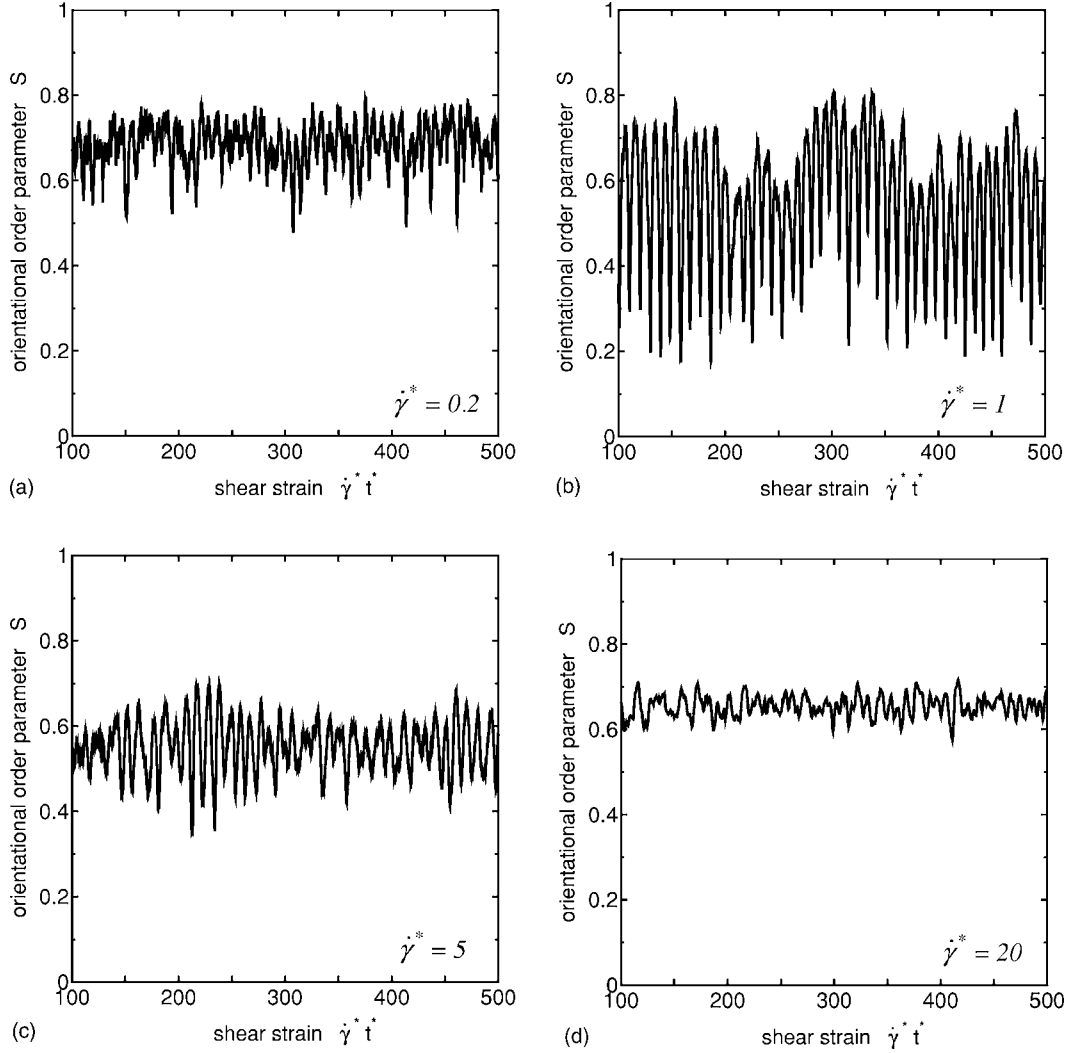 1
0.8
0.6
0.4
0.2
0
orientational order parameter S
γ̇* = 0.2
100 200 300 400 500
(a)
shear strain γ̇* t*
1
0.8
0.6
0.4
0.2
0
orientational order parameter S
γ̇* = 1
100 200 300 400 500
(b)
shear strain γ̇* t*
1
0.8
0.6
0.4
0.2
0
orientational order parameter S
γ̇* = 5
100 200 300 400 500
(c)
shear strain γ̇* t*
1
0.8
0.6
0.4
0.2
0
orientational order parameter S
γ̇* = 20
100 200 300 400 500
(d)
shear strain γ̇* t*